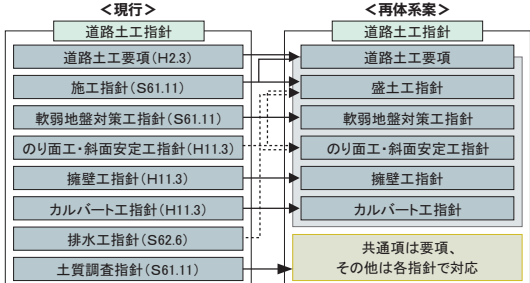 ＜現行＞
道路土工指針
道路土工要項(H2.3)
施工指針(S61.11)
軟弱地盤対策工指針(S61.11)
のり面工・斜面安定工指針(H11.3)
擁壁工指針(H11.3)
カルバート工指針(H11.3)
排水工指針(S62.6)
土質調査指針(S61.11)
＜再体系案＞
道路土工指針
道路土工要項
盛土工指針
軟弱地盤対策工指針
のり面工・斜面安定工指針
擁壁工指針
カルバート工指針
共通項は要項、
その他は各指針で対応